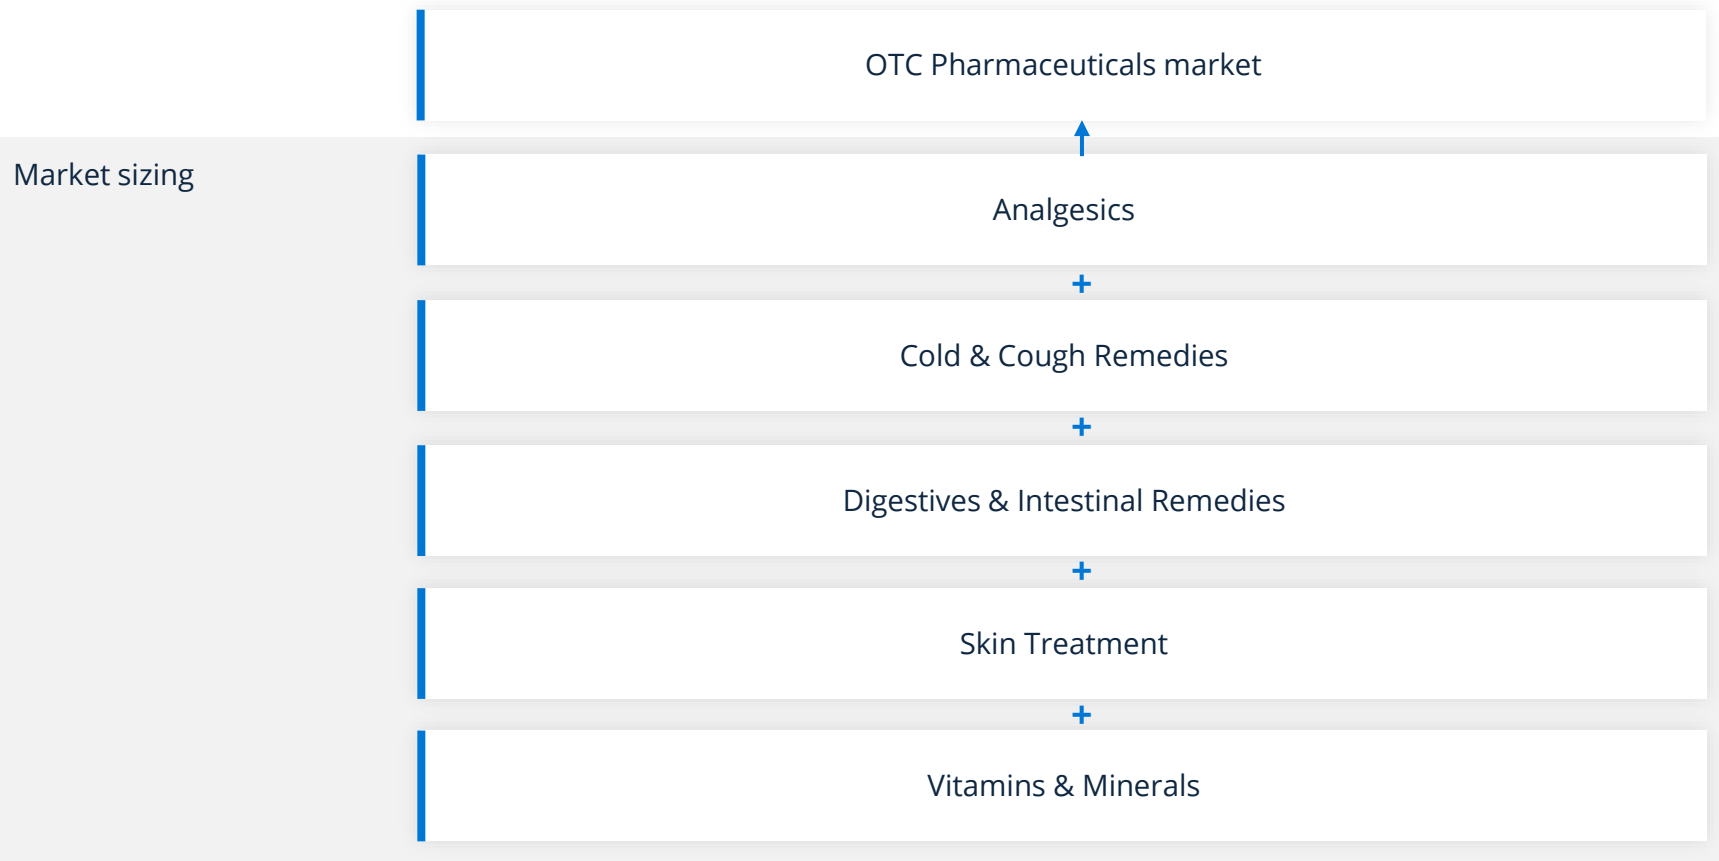 OTC Pharmaceuticals market
Market sizing
Analgesics
+
Cold & Cough Remedies
+
Digestives & Intestinal Remedies
+
Skin Treatment
+
Vitamins & Minerals